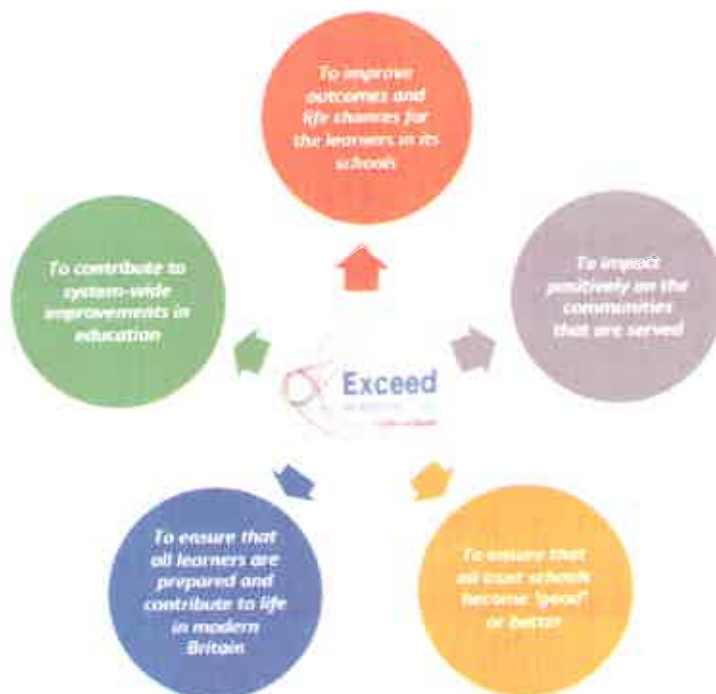 To improve
outcomes and
life chances for
the learners in its
schools
To impact
positively on the
communities
that are served
To ensure that
all trust schools
become 'good'
or better
To ensure that
all learners are
prepared and
contribute to life
in modern
Britain
To contribute to
system-wide
improvements in
education
Exceed